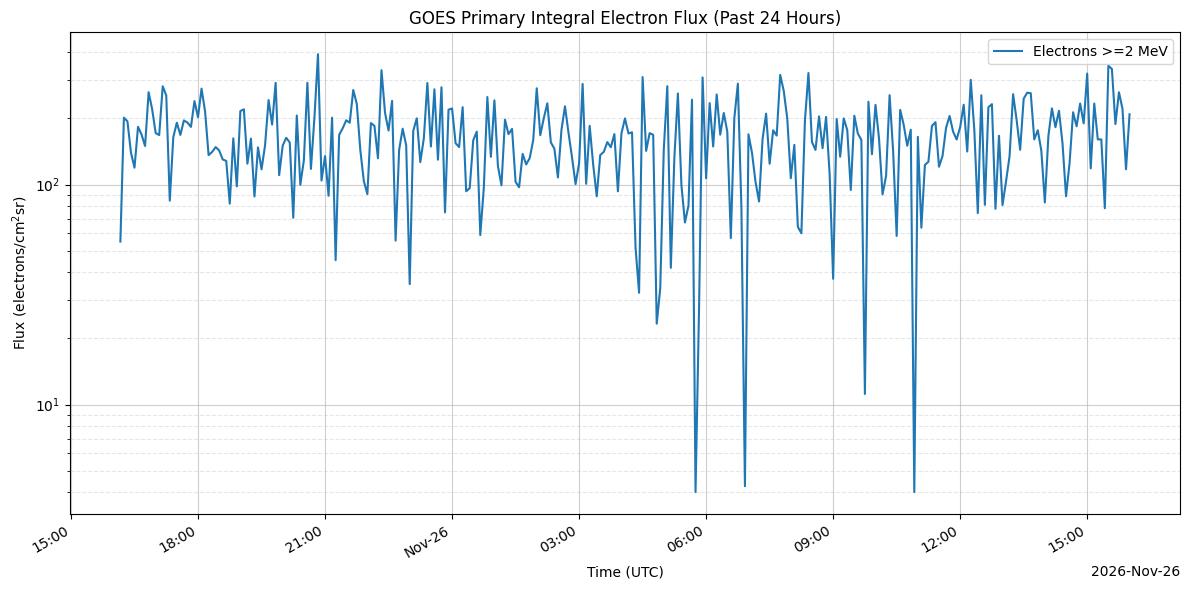 GOES Primary Integral Electron Flux (Past 24 Hours)
Electrons >=2 MeV
Flux (electrons/cm²sr)
10²
10¹
15:00
18:00
21:00
Nov-26
03:00
06:00
09:00
12:00
15:00
Time (UTC)
2026-Nov-26